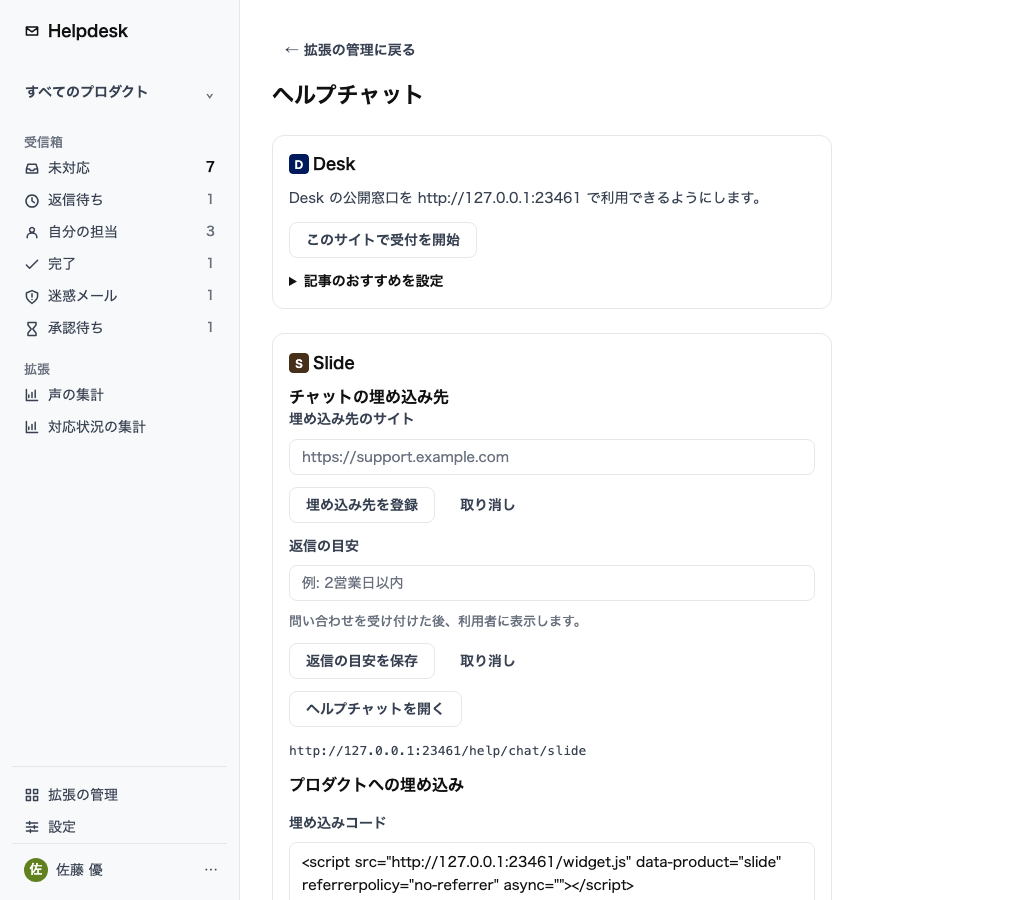 Helpdesk
すべてのプロダクト
受信箱
未対応 7
返信待ち 1
自分の担当 3
完了 1
迷惑メール 1
承認待ち 1
拡張
声の集計
対応状況の集計
拡張の管理
設定
佐 佐藤 優 …
← 拡張の管理に戻る
ヘルプチャット
D Desk
Desk の公開窓口を http://127.0.0.1:23461 で利用できるようにします。
このサイトで受付を開始
▶ 記事のおすすめを設定
S Slide
チャットの埋め込み先
埋め込み先のサイト
https://support.example.com
埋め込み先を登録 取り消し
返信の目安
例: 2営業日以内
問い合わせを受け付けた後、利用者に表示します。
返信の目安を保存 取り消し
ヘルプチャットを開く
http://127.0.0.1:23461/help/chat/slide
プロダクトへの埋め込み
埋め込みコード
<script src="http://127.0.0.1:23461/widget.js" data-product="slide"
referrerpolicy="no-referrer" async=""></script>